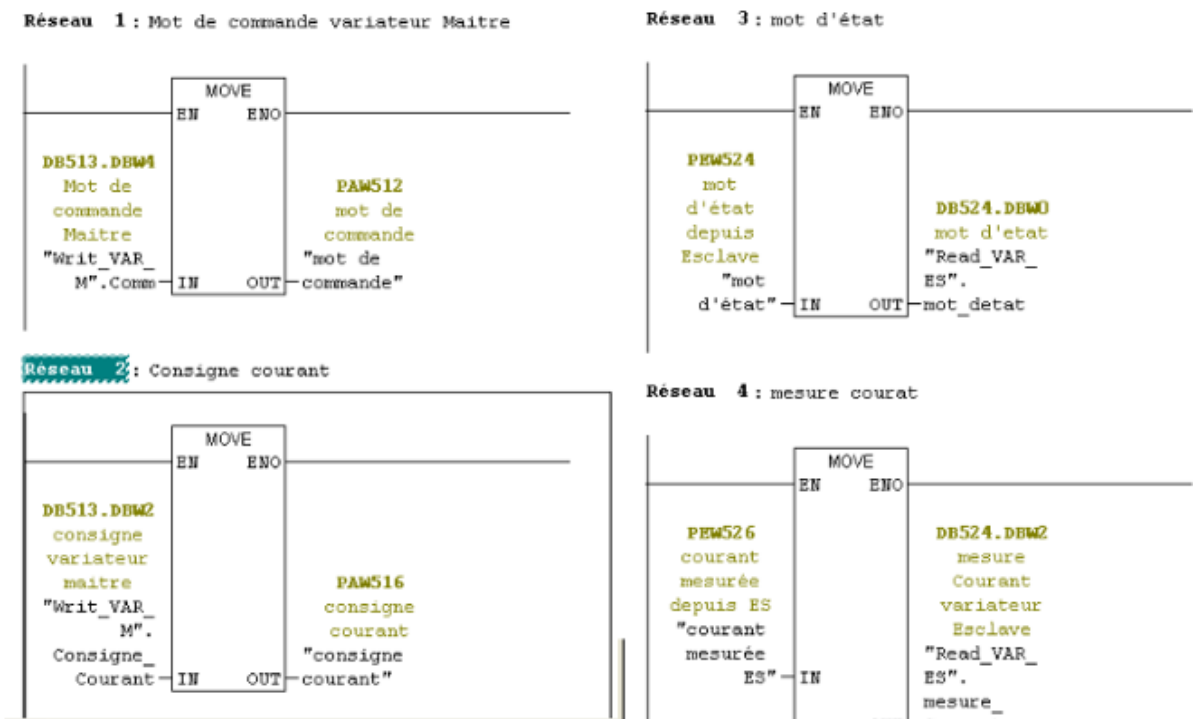 Réseau 1 : Mot de commande variateur Maitre
MOVE
EN ENO
DB513.DBW4
Mot de
commande
Maitre
"Writ_VAR_
M".Comm IN
PAW512
mot de
commande
"mot de
OUT commande"
Réseau 2 : Consigne courant
MOVE
EN ENO
DB513.DBW2
consigne
variateur
maitre
"Writ_VAR_
M".
Consigne_
Courant IN
PAW516
consigne
courant
"consigne
OUT courant"
Réseau 3 : mot d'état
MOVE
EN ENO
PEW524
mot
d'état
depuis
Esclave
"mot
d'état" IN
DB524.DBW0
mot d'etat
"Read_VAR_
ES".
OUT mot_detat
Réseau 4 : mesure courat
MOVE
EN ENO
PEW526
courant
mesurée
depuis ES
"courant
mesurée
ES" IN
DB524.DBW2
mesure
Courant
variateur
Esclave
"Read_VAR_
ES".
mesure_